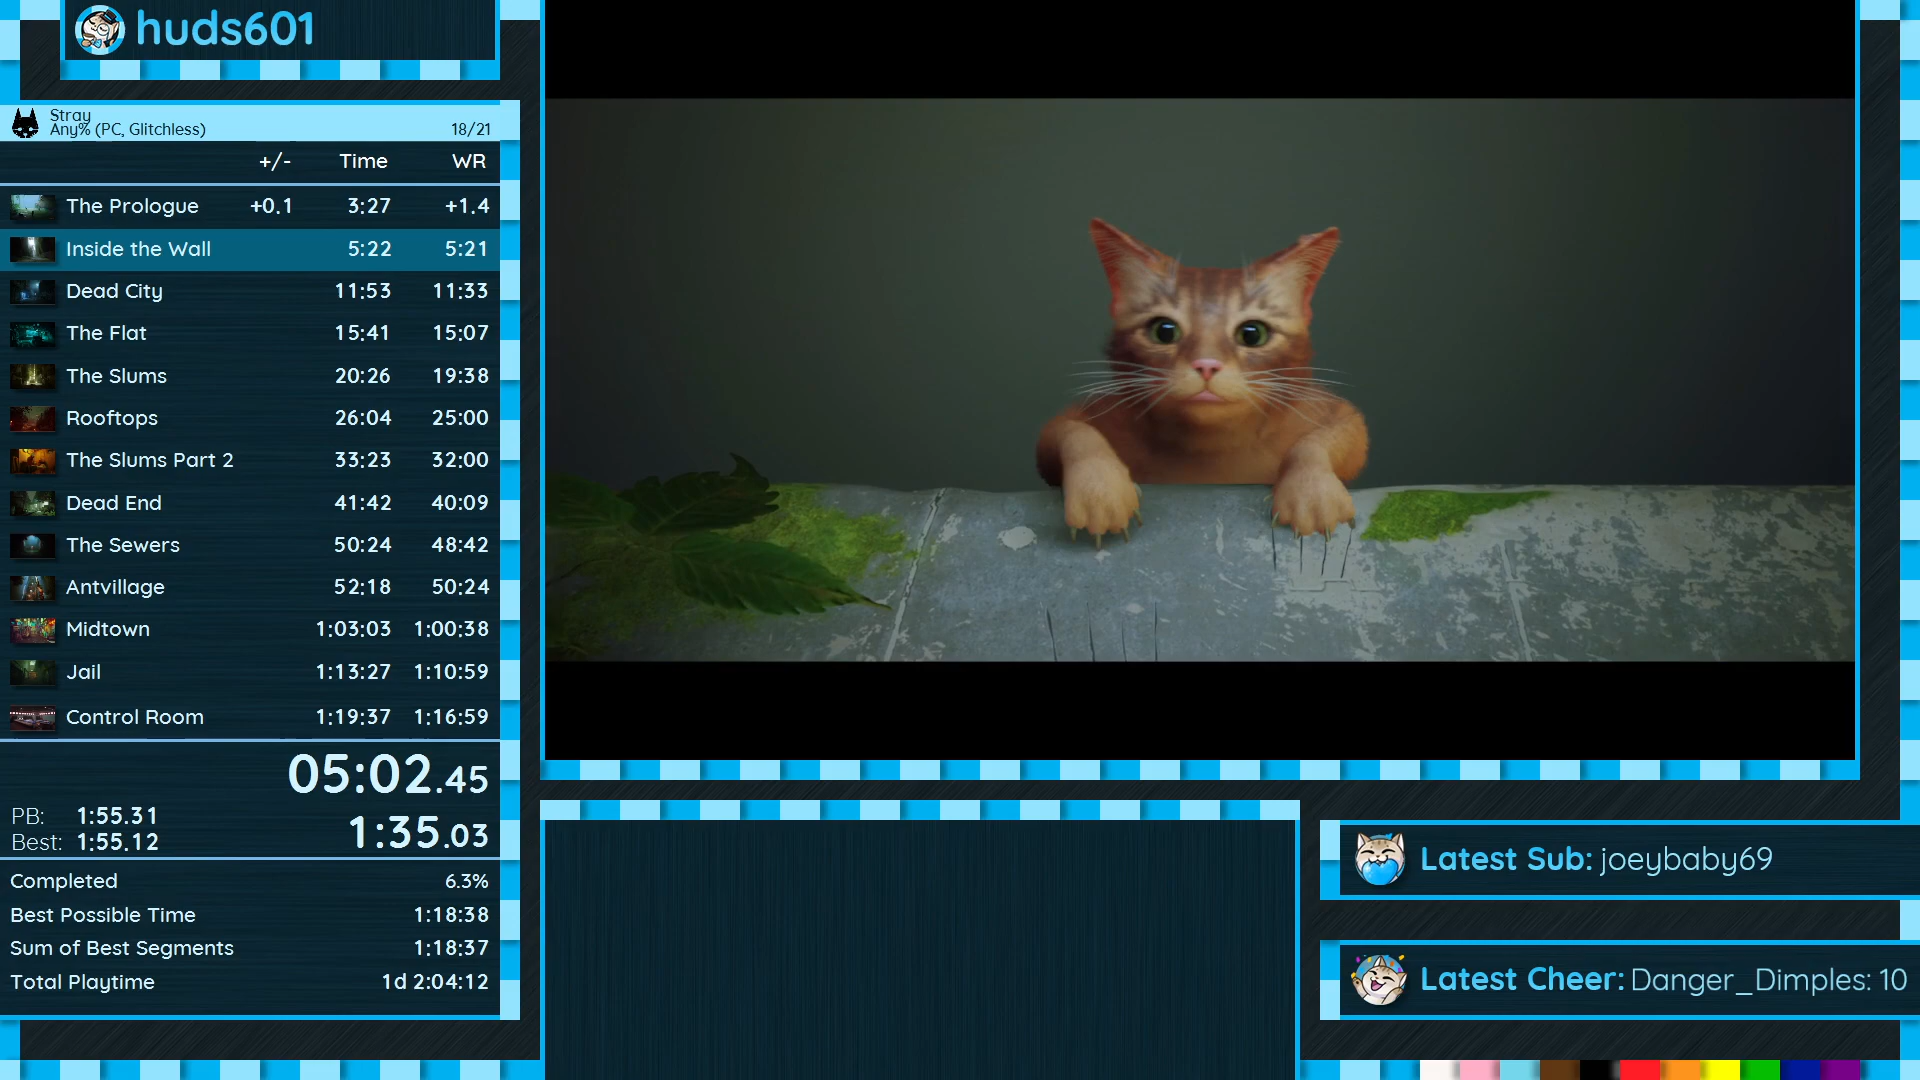 huds601
Stray
Any% (PC, Glitchless) 18/21
+/- Time WR
The Prologue +0.1 3:27 +1.4
Inside the Wall 5:22 5:21
Dead City 11:53 11:33
The Flat 15:41 15:07
The Slums 20:26 19:38
Rooftops 26:04 25:00
The Slums Part 2 33:23 32:00
Dead End 41:42 40:09
The Sewers 50:24 48:42
Antvillage 52:18 50:24
Midtown 1:03:03 1:00:38
Jail 1:13:27 1:10:59
Control Room 1:19:37 1:16:59
05:02.45
PB: 1:55.31
Best: 1:55.12
1:35.03
Completed 6.3%
Best Possible Time 1:18:38
Sum of Best Segments 1:18:37
Total Playtime 1d 2:04:12
Latest Sub: joeybaby69
Latest Cheer: Danger_Dimples: 10